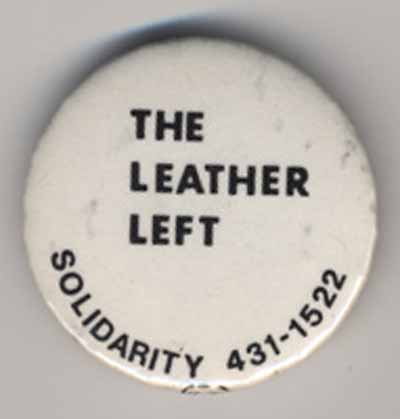 THE
LEATHER
LEFT
SOLIDARITY 431-1522